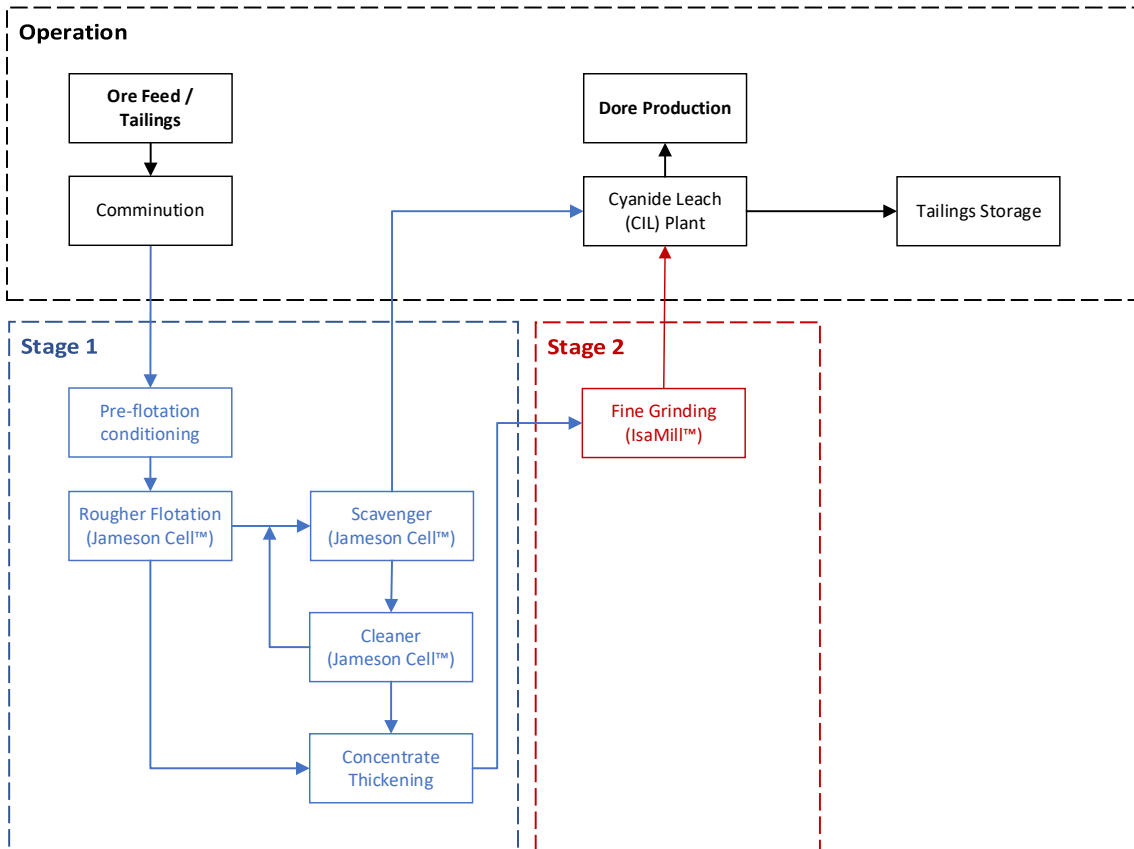 Operation
Ore Feed /
Tailings
Dore Production
Comminution
Cyanide Leach
(CIL) Plant
Tailings Storage
Stage 1
Stage 2
Pre-flotation
conditioning
Fine Grinding
(IsaMill™)
Rougher Flotation
(Jameson Cell™)
Scavenger
(Jameson Cell™)
Cleaner
(Jameson Cell™)
Concentrate
Thickening